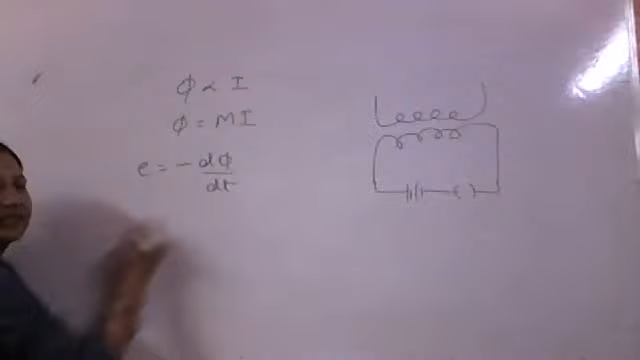 φ ∝ I
φ = MI
e = - dφ/dt